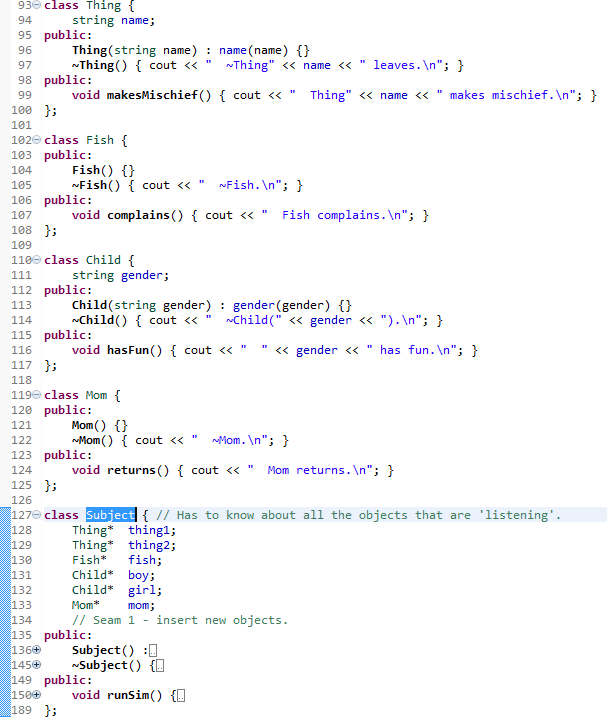 93 class Thing {
94     string name;
95 public:
96     Thing(string name) : name(name) {}
97     ~Thing() { cout << "  ~Thing" << name << " leaves.\n"; }
98 public:
99     void makesMischief() { cout << "  Thing" << name << " makes mischief.\n"; }
100 };
101
102 class Fish {
103 public:
104     Fish() {}
105     ~Fish() { cout << "  ~Fish.\n"; }
106 public:
107     void complains() { cout << "  Fish complains.\n"; }
108 };
109
110 class Child {
111     string gender;
112 public:
113     Child(string gender) : gender(gender) {}
114     ~Child() { cout << "  ~Child(" << gender << ").\n"; }
115 public:
116     void hasFun() { cout << "  " << gender << " has fun.\n"; }
117 };
118
119 class Mom {
120 public:
121     Mom() {}
122     ~Mom() { cout << "  ~Mom.\n"; }
123 public:
124     void returns() { cout << "  Mom returns.\n"; }
125 };
126
127 class Subject { // Has to know about all the objects that are 'listening'.
128     Thing*  thing1;
129     Thing*  thing2;
130     Fish*   fish;
131     Child*  boy;
132     Child*  girl;
133     Mom*    mom;
134     // Seam 1 - insert new objects.
135 public:
136     Subject() :
145     ~Subject() {
149 public:
150     void runSim() {
189 };